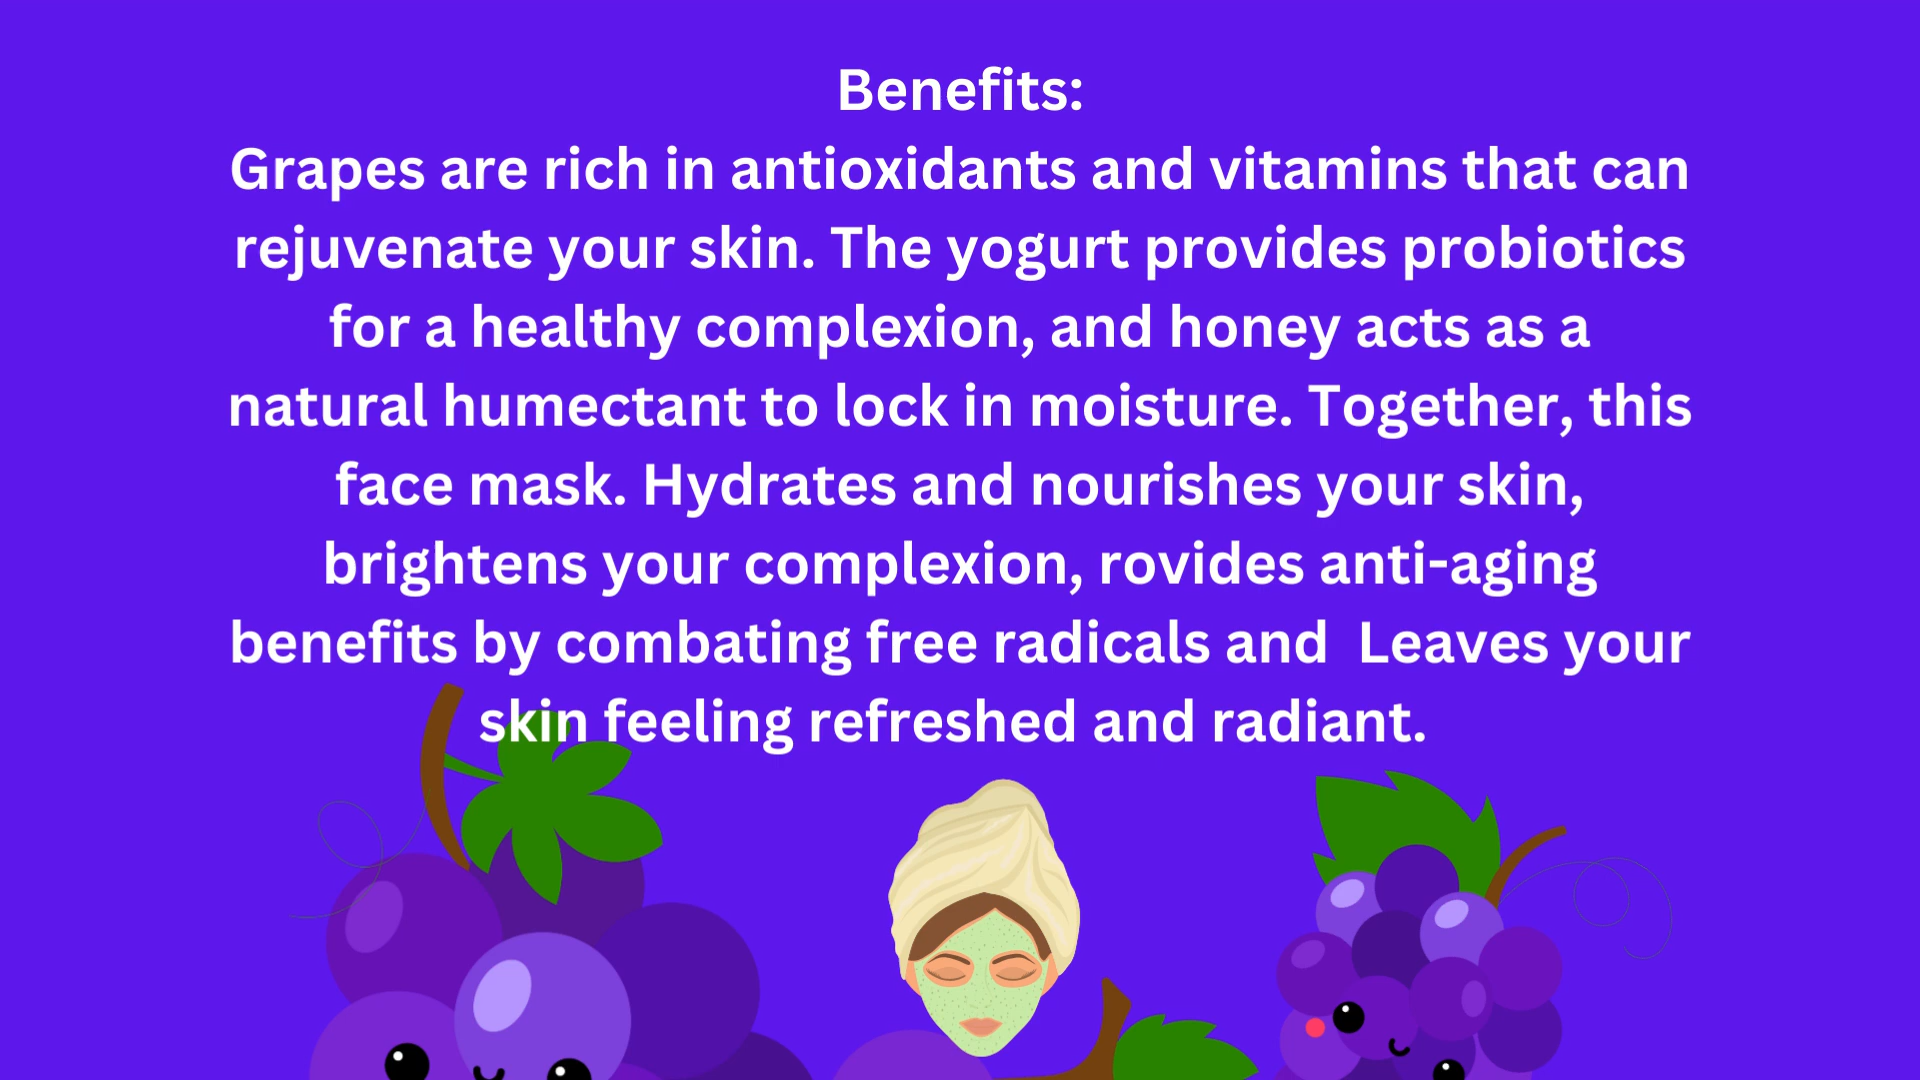 Benefits:
Grapes are rich in antioxidants and vitamins that can
rejuvenate your skin. The yogurt provides probiotics
for a healthy complexion, and honey acts as a
natural humectant to lock in moisture. Together, this
face mask. Hydrates and nourishes your skin,
brightens your complexion, rovides anti-aging
benefits by combating free radicals and  Leaves your
skin feeling refreshed and radiant.